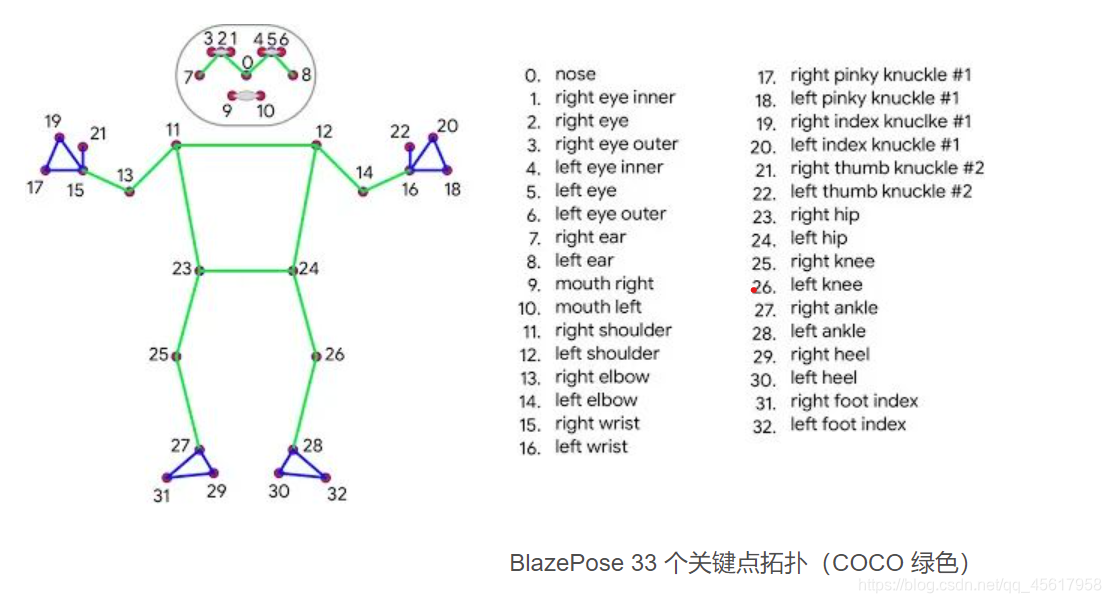 3 2 1 4 5 6
0
7 8
9 10
19 21 11 12 22 20
13 14
17 15 16 18
23 24
25 26
27 28
31 29 30 32
0. nose
1. right eye inner
2. right eye
3. right eye outer
4. left eye inner
5. left eye
6. left eye outer
7. right ear
8. left ear
9. mouth right
10. mouth left
11. right shoulder
12. left shoulder
13. right elbow
14. left elbow
15. right wrist
16. left wrist
17. right pinky knuckle #1
18. left pinky knuckle #1
19. right index knuclke #1
20. left index knuckle #1
21. right thumb knuckle #2
22. left thumb knuckle #2
23. right hip
24. left hip
25. right knee
26. left knee
27. right ankle
28. left ankle
29. right heel
30. left heel
31. right foot index
32. left foot index
BlazePose 33 个关键点拓扑（COCO 绿色）
https://blog.csdn.net/qq_45617958